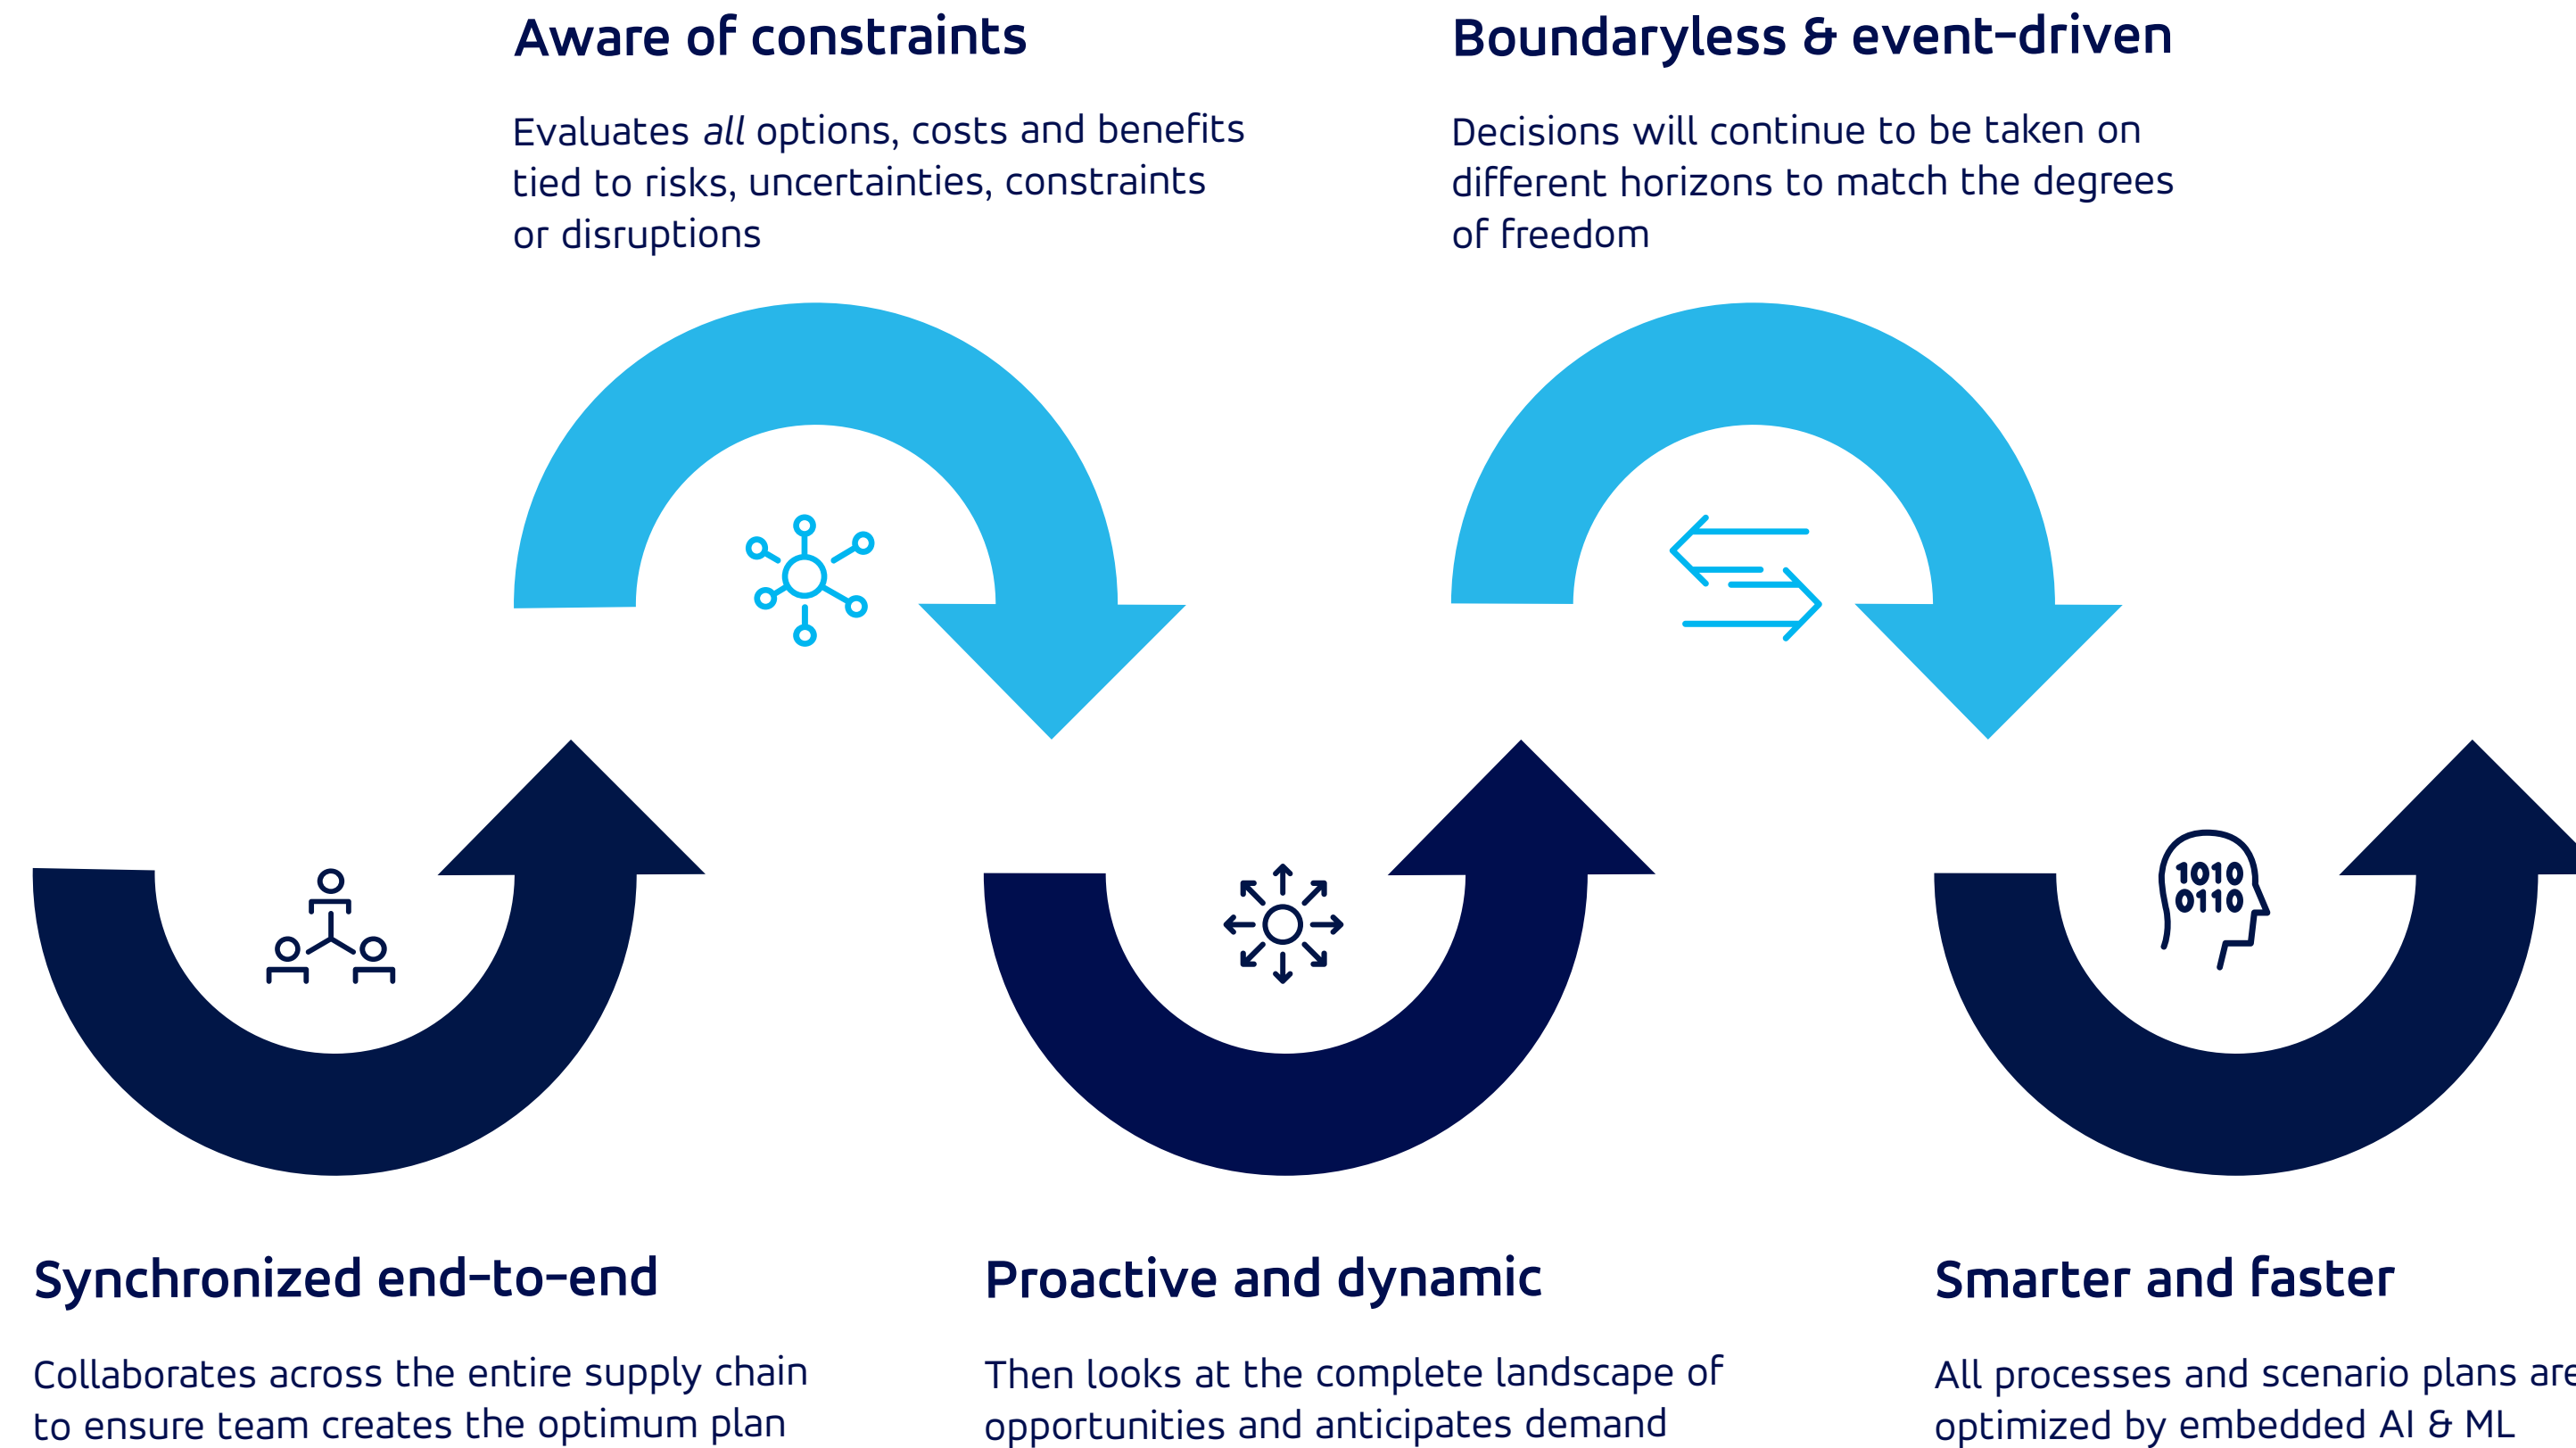 Aware of constraints
Evaluates all options, costs and benefits
tied to risks, uncertainties, constraints
or disruptions
Boundaryless & event-driven
Decisions will continue to be taken on
different horizons to match the degrees
of freedom
1010
0110
Synchronized end-to-end
Collaborates across the entire supply chain
to ensure team creates the optimum plan
Proactive and dynamic
Then looks at the complete landscape of
opportunities and anticipates demand
Smarter and faster
All processes and scenario plans are
optimized by embedded AI & ML